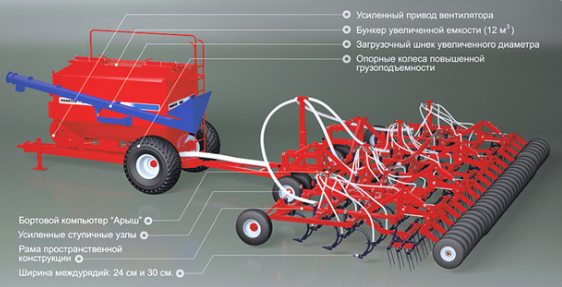 Усиленный привод вентилятора
Бункер увеличенной емкости (12 м³)
Загрузочный шнек увеличенного диаметра
Опорные колеса повышенной
грузоподъемности
Бортовой компьютер "Арыш"
Усиленные ступичные узлы
Рама пространственной
конструкции
Ширина междурядий: 24 см и 30 см.